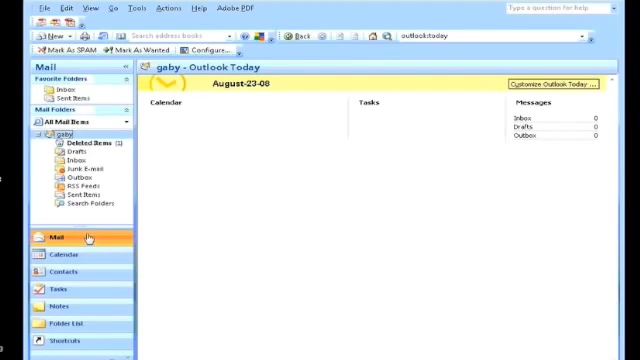 File Edit View Go Tools Actions Help Adobe PDF
Type a question for help
New Search address books Back outlook:today
Mark As SPAM Mark As Wanted Configure...
Mail «
gaby - Outlook Today
Favorite Folders
August-23-08
Customize Outlook Today ...
Inbox
Sent Items
Calendar Tasks Messages
Mail Folders
Inbox 0
Drafts 0
Outbox 0
All Mail Items
gaby
Deleted Items (1)
Drafts
Inbox
Junk E-mail
Outbox
RSS Feeds
Sent Items
Search Folders
Mail
Calendar
Contacts
Tasks
Notes
Folder List
Shortcuts